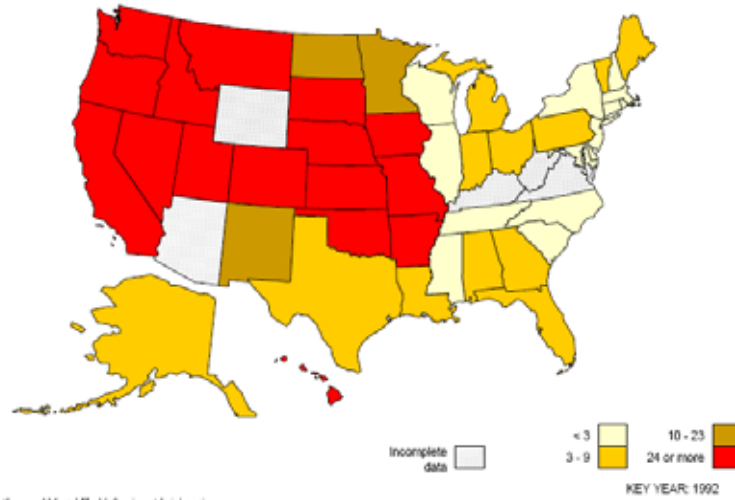 Incomplete
data
< 3
3 - 9
10 - 23
24 or more
KEY YEAR: 1992